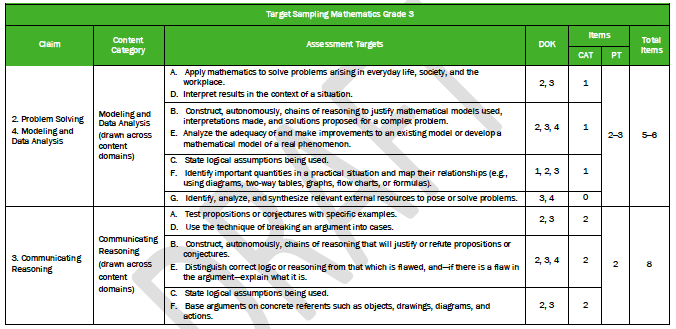 Target Sampling Mathematics Grade 3
Claim
Content
Category
Assessment Targets
DOK
Items
CAT
PT
Total
Items
2. Problem Solving
4. Modeling and
Data Analysis
Modeling and
Data Analysis
(drawn across
content
domains)
A. Apply mathematics to solve problems arising in everyday life, society, and the
workplace.
D. Interpret results in the context of a situation.
2, 3
1
B. Construct, autonomously, chains of reasoning to justify mathematical models used,
interpretations made, and solutions proposed for a complex problem.
E. Analyze the adequacy of and make improvements to an existing model or develop a
mathematical model of a real phenomenon.
2, 3, 4
1
C. State logical assumptions being used.
F. Identify important quantities in a practical situation and map their relationships (e.g.,
using diagrams, two-way tables, graphs, flow charts, or formulas).
1, 2, 3
1
G. Identify, analyze, and synthesize relevant external resources to pose or solve problems.
3, 4
0
2–3
5–6
3. Communicating
Reasoning
Communicating
Reasoning
(drawn across
content
domains)
A. Test propositions or conjectures with specific examples.
D. Use the technique of breaking an argument into cases.
2, 3
2
B. Construct, autonomously, chains of reasoning that will justify or refute propositions or
conjectures.
E. Distinguish correct logic or reasoning from that which is flawed, and—if there is a flaw in
the argument—explain what it is.
2, 3, 4
2
C. State logical assumptions being used.
F. Base arguments on concrete referents such as objects, drawings, diagrams, and
actions.
2, 3
2
2
8
DRAFT